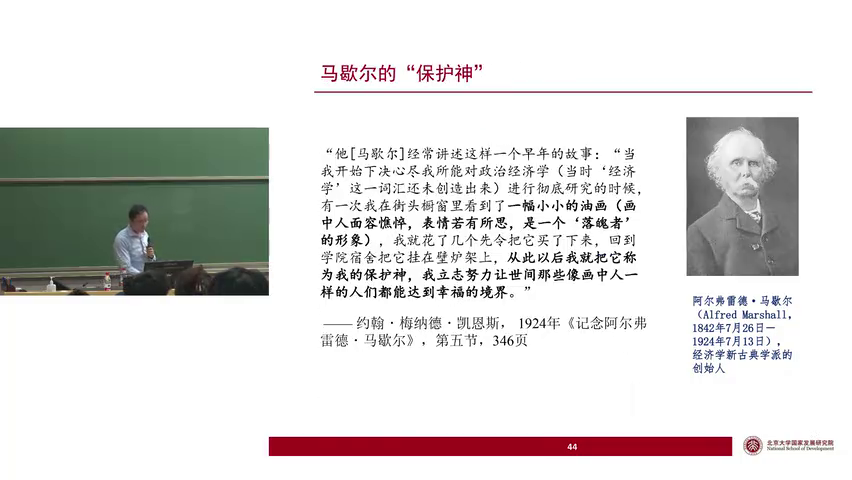 马歇尔的“保护神”
“他[马歇尔]经常讲述这样一个早年的故事：“当
我开始下决心尽我所能对政治经济学（当时‘经济
学’这一词汇还未创造出来）进行彻底研究的时候，
有一次我在街头橱窗里看到了一幅小小的油画（画
中人面容憔悴，表情若有所思，是一个‘落魄者’
的形象），我就花了几个先令把它买了下来，回到
学院宿舍把它挂在壁炉架上，从此以后我就把它称
为我的保护神，我立志努力让世间那些像画中人一
样的人们都能达到幸福的境界。”
—— 约翰·梅纳德·凯恩斯， 1924年《记念阿尔弗
雷德·马歇尔》，第五节，346页
阿尔弗雷德·马歇尔
（Alfred Marshall，
1842年7月26日－
1924年7月13日），
经济学新古典学派的
创始人
44
北京大学国家发展研究院
National School of Development